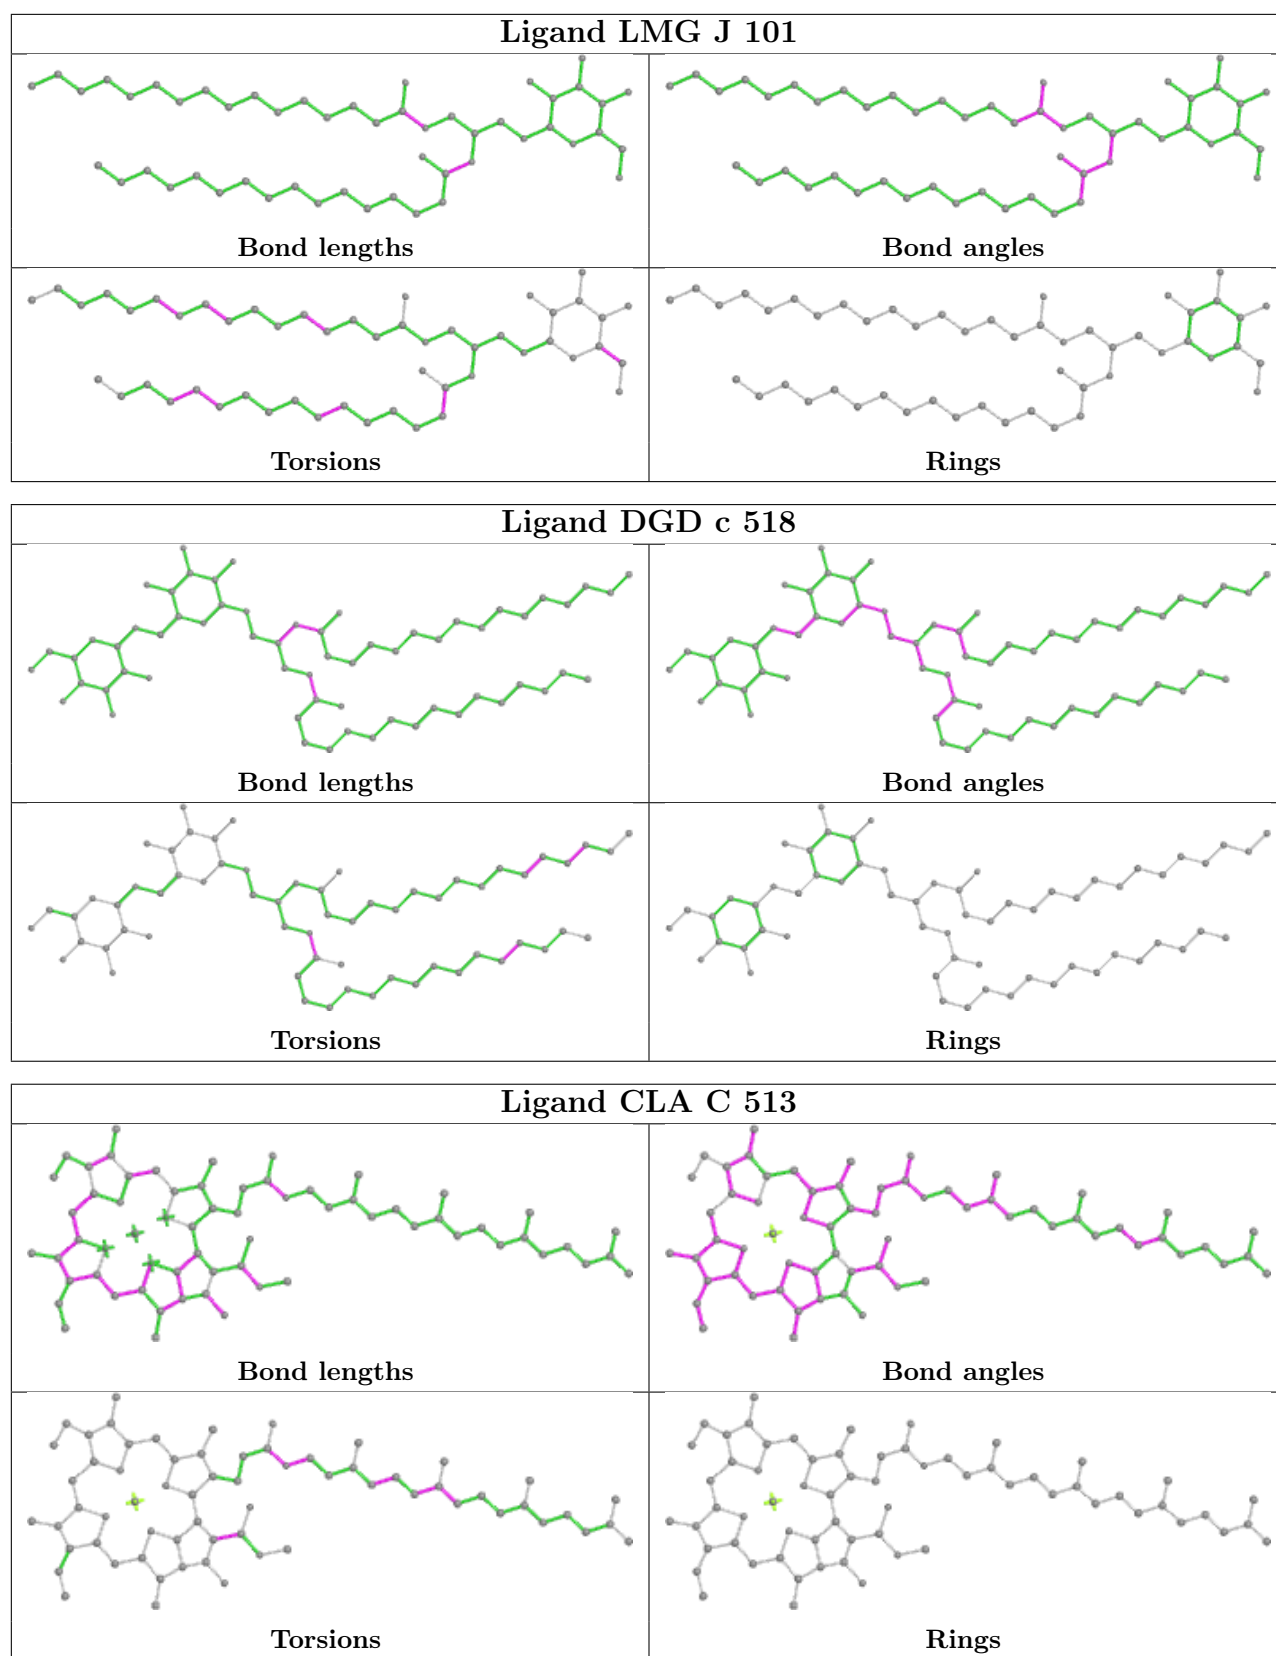 Ligand LMG J 101
Bond lengths
Bond angles
Torsions
Rings
Ligand DGD c 518
Bond lengths
Bond angles
Torsions
Rings
Ligand CLA C 513
Bond lengths
Bond angles
Torsions
Rings